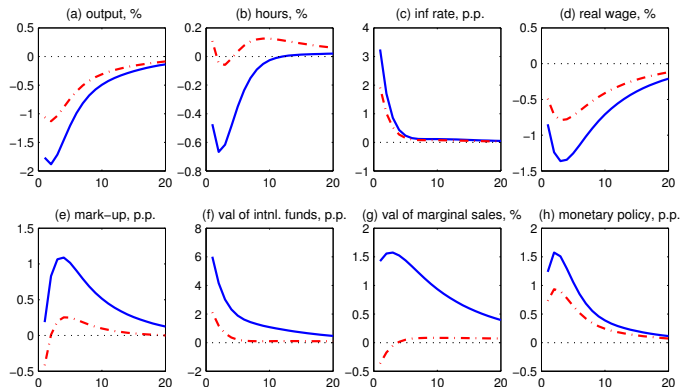 (a) output, % (b) hours, % (c) inf rate, p.p. (d) real wage, %
0.5 0.2 4 0.5
0 0 3 0
−0.5 −0.2 2 −0.5
−1 −0.4 1 −1
−1.5 −0.6 0 
−2 −0.8 −1 −1.5
0 10 20 0 10 20 0 10 20 0 10 20
(e) mark−up, p.p. (f) val of intnl. funds, p.p. (g) val of marginal sales, % (h) monetary policy, p.p.
1.5 8 2 2
1 6 1.5 1.5
0.5 4 1 1
0 2 0.5 0.5
−0.5 0 0 0
−2 −0.5 −0.5
0 10 20 0 10 20 0 10 20 0 10 20